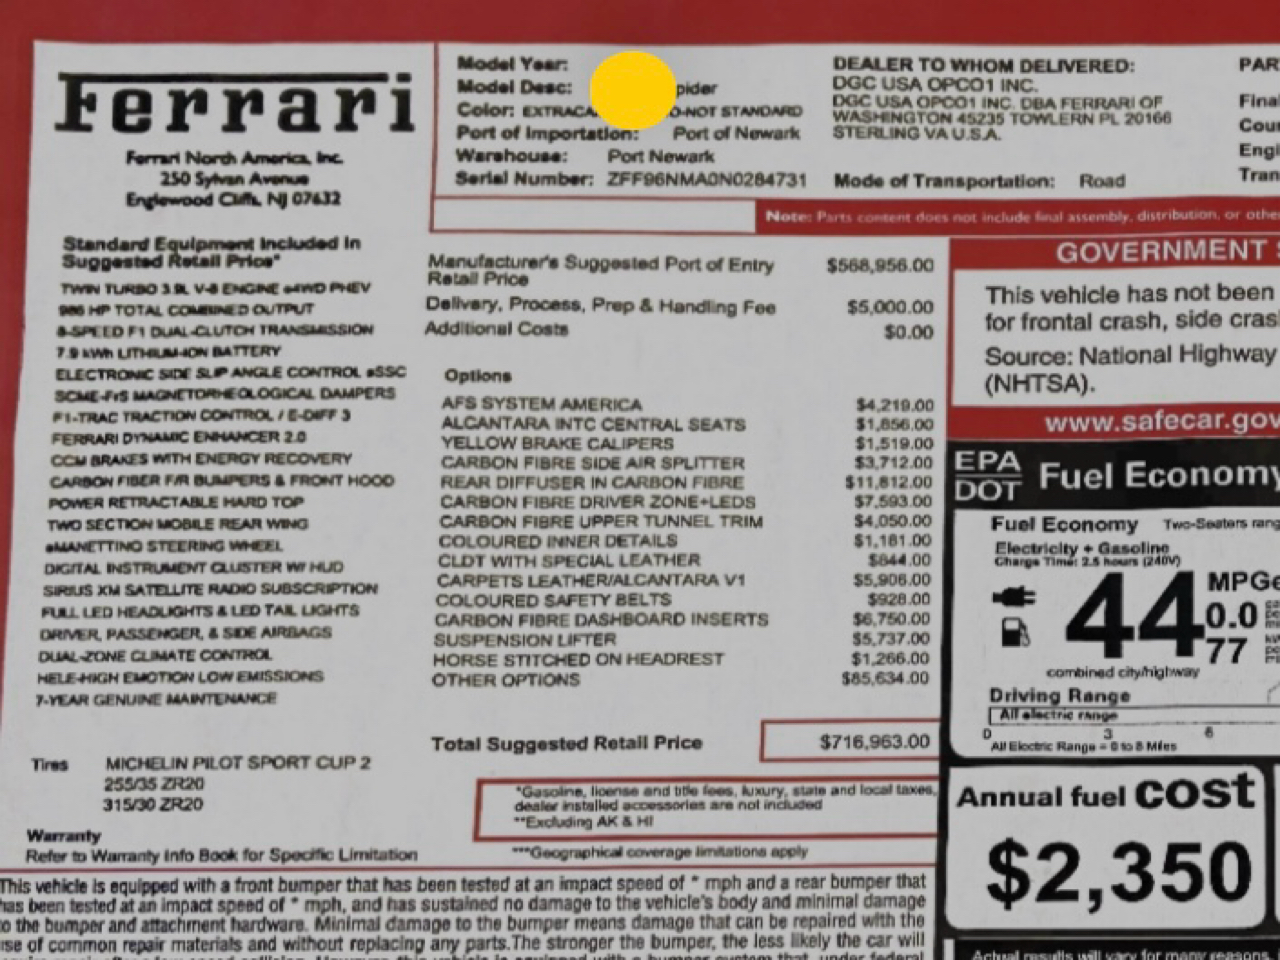 Ferrari
Ferrari North America, Inc.
250 Sylvan Avenue
Englewood Cliffs, NJ 07632
Standard Equipment Included In
Suggested Retail Price*
TWIN TURBO 3.9L V-8 ENGINE e4WD PHEV
986 HP TOTAL COMBINED OUTPUT
8-SPEED F1 DUAL-CLUTCH TRANSMISSION
7.9 kWh LITHIUM-ION BATTERY
ELECTRONIC SIDE SLIP ANGLE CONTROL eSSC
SCME-FrS MAGNETORHEOLOGICAL DAMPERS
F1-TRAC TRACTION CONTROL / E-DIFF 3
FERRARI DYNAMIC ENHANCER 2.0
CCM BRAKES WITH ENERGY RECOVERY
CARBON FIBER F/R BUMPERS & FRONT HOOD
POWER RETRACTABLE HARD TOP
TWO SECTION MOBILE REAR WING
eMANETTINO STEERING WHEEL
DIGITAL INSTRUMENT CLUSTER W/ HUD
SIRIUS XM SATELLITE RADIO SUBSCRIPTION
FULL LED HEADLIGHTS & LED TAIL LIGHTS
DRIVER, PASSENGER, & SIDE AIRBAGS
DUAL-ZONE CLIMATE CONTROL
HELE-HIGH EMOTION LOW EMISSIONS
7-YEAR GENUINE MAINTENANCE
Tires MICHELIN PILOT SPORT CUP 2
255/35 ZR20
315/30 ZR20
Warranty
Refer to Warranty Info Book for Specific Limitation
Model Year:
Model Desc: pider
Color: EXTRACA O-NOT STANDARD
Port of Importation: Port of Newark
Warehouse: Port Newark
Serial Number: ZFF96NMA0N0284731
DEALER TO WHOM DELIVERED:
DGC USA OPCO1 INC.
DGC USA OPCO1 INC. DBA FERRARI OF
WASHINGTON 45235 TOWLERN PL 20166
STERLING VA U.S.A.
Mode of Transportation: Road
PAR
Fina
Cou
Engi
Tran
Note: Parts content does not include final assembly, distribution, or othe
Manufacturer's Suggested Port of Entry
Retail Price $568,956.00
Delivery, Process, Prep & Handling Fee $5,000.00
Additional Costs $0.00
Options
AFS SYSTEM AMERICA $4,219.00
ALCANTARA INTC CENTRAL SEATS $1,856.00
YELLOW BRAKE CALIPERS $1,519.00
CARBON FIBRE SIDE AIR SPLITTER $3,712.00
REAR DIFFUSER IN CARBON FIBRE $11,812.00
CARBON FIBRE DRIVER ZONE+LEDS $7,593.00
CARBON FIBRE UPPER TUNNEL TRIM $4,050.00
COLOURED INNER DETAILS $1,181.00
CLDT WITH SPECIAL LEATHER $844.00
CARPETS LEATHER/ALCANTARA V1 $5,906.00
COLOURED SAFETY BELTS $928.00
CARBON FIBRE DASHBOARD INSERTS $6,750.00
SUSPENSION LIFTER $5,737.00
HORSE STITCHED ON HEADREST $1,266.00
OTHER OPTIONS $85,634.00
Total Suggested Retail Price $716,963.00
*Gasoline, license and title fees, luxury, state and local taxes,
dealer installed accessories are not included
**Excluding AK & HI
***Geographical coverage limitations apply
This vehicle is equipped with a front bumper that has been tested at an impact speed of * mph and a rear bumper that
has been tested at an impact speed of * mph, and has sustained no damage to the vehicle's body and minimal damage
to the bumper and attachment hardware. Minimal damage to the bumper means damage that can be repaired with the
use of common repair materials and without replacing any parts.The stronger the bumper, the less likely the car will
GOVERNMENT S
This vehicle has not been
for frontal crash, side cras
Source: National Highway
(NHTSA).
www.safecar.gov
EPA
DOT Fuel Economy
Fuel Economy Two-Seaters rang
Electricity + Gasoline
Charge Time: 2.5 hours (240V)
44 MPGe
0.0
77
combined city/highway
Driving Range
All electric range
0 3 6
All Electric Range = 0 to 8 Miles
Annual fuel cost
$2,350
Actual results will vary for many reasons,